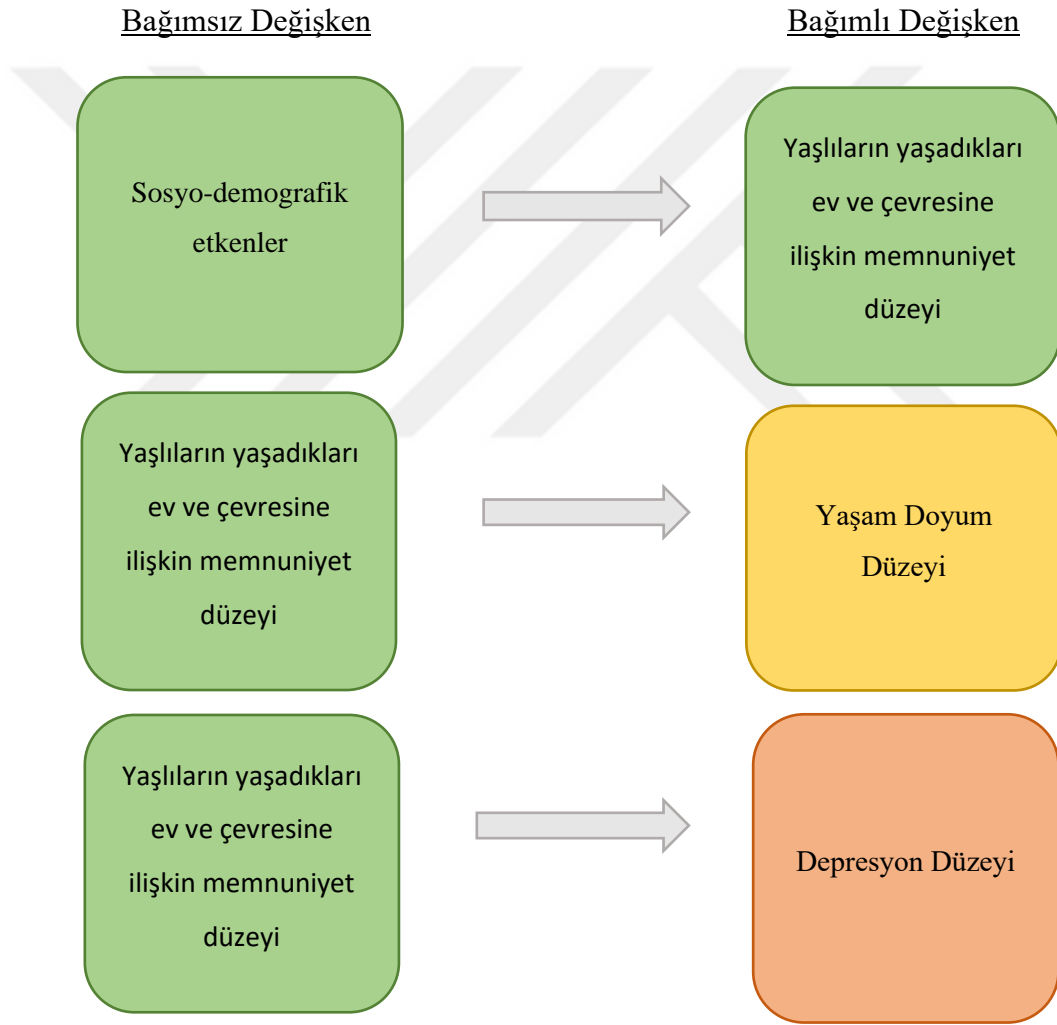 Bağımsız Değişken
Bağımlı Değişken
Sosyo-demografik
etkenler
Yaşlıların yaşadıkları
ev ve çevresine
ilişkin memnuniyet
düzeyi
Yaşlıların yaşadıkları
ev ve çevresine
ilişkin memnuniyet
düzeyi
Yaşam Doyum
Düzeyi
Yaşlıların yaşadıkları
ev ve çevresine
ilişkin memnuniyet
düzeyi
Depresyon Düzeyi